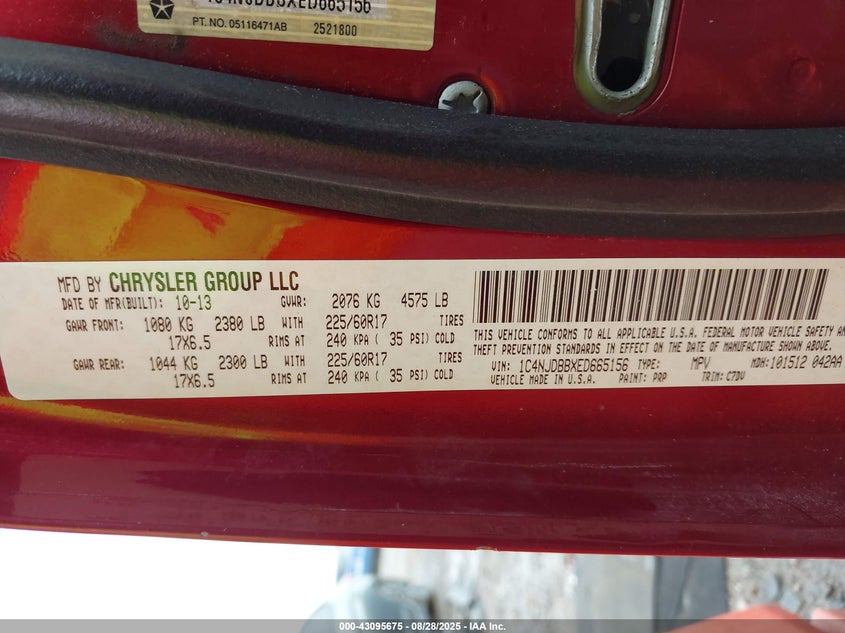 PT. NO. 05116471AB 2521800
MFD BY CHRYSLER GROUP LLC
DATE OF MFR(BUILT): 10-13 GVWR: 2076 KG 4575 LB
GAWR FRONT: 1080 KG 2380 LB WITH 225/60R17 TIRES
17X6.5 RIMS AT 240 KPA ( 35 PSI) COLD
GAWR REAR: 1044 KG 2300 LB WITH 225/60R17 TIRES
17X6.5 RIMS AT 240 KPA ( 35 PSI) COLD
THIS VEHICLE CONFORMS TO ALL APPLICABLE U.S.A. FEDERAL MOTOR VEHICLE SAFETY AN
THEFT PREVENTION STANDARDS IN EFFECT ON THE DATE OF MANUFACTURE SHOWN ABOVE.
VIN: 1C4NJDBBXED665156 TYPE: MPV MDH: 101512 042AA
VEHICLE MADE IN U.S.A. PAINT: PRP TRIM: C7DV
000-43095675 - 08/28/2025 - IAA Inc.